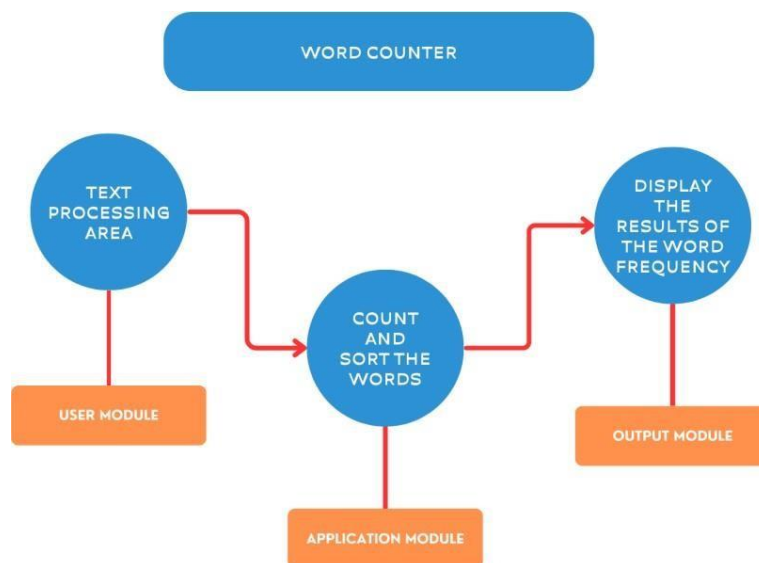 WORD COUNTER
TEXT
PROCESSING
AREA
USER MODULE
COUNT
AND
SORT THE
WORDS
APPLICATION MODULE
DISPLAY
THE
RESULTS OF
THE WORD
FREQUENCY
OUTPUT MODULE